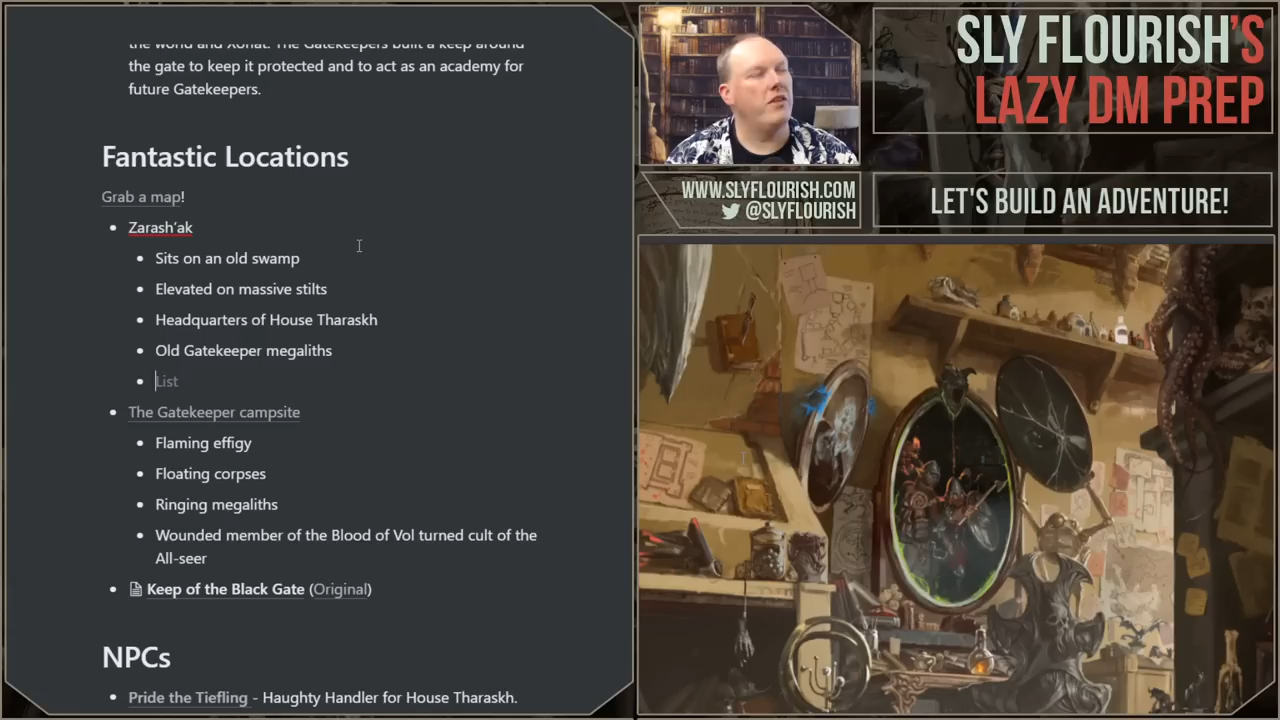 the world and Xoriat. The Gatekeepers built a keep around
the gate to keep it protected and to act as an academy for
future Gatekeepers.
Fantastic Locations
Grab a map!
Zarash'ak
Sits on an old swamp
Elevated on massive stilts
Headquarters of House Tharaskh
Old Gatekeeper megaliths
List
The Gatekeeper campsite
Flaming effigy
Floating corpses
Ringing megaliths
Wounded member of the Blood of Vol turned cult of the
All-seer
Keep of the Black Gate (Original)
NPCs
Pride the Tiefling - Haughty Handler for House Tharaskh.
SLY FLOURISH'S
LAZY DM PREP
WWW.SLYFLOURISH.COM
@SLYFLOURISH
LET'S BUILD AN ADVENTURE!